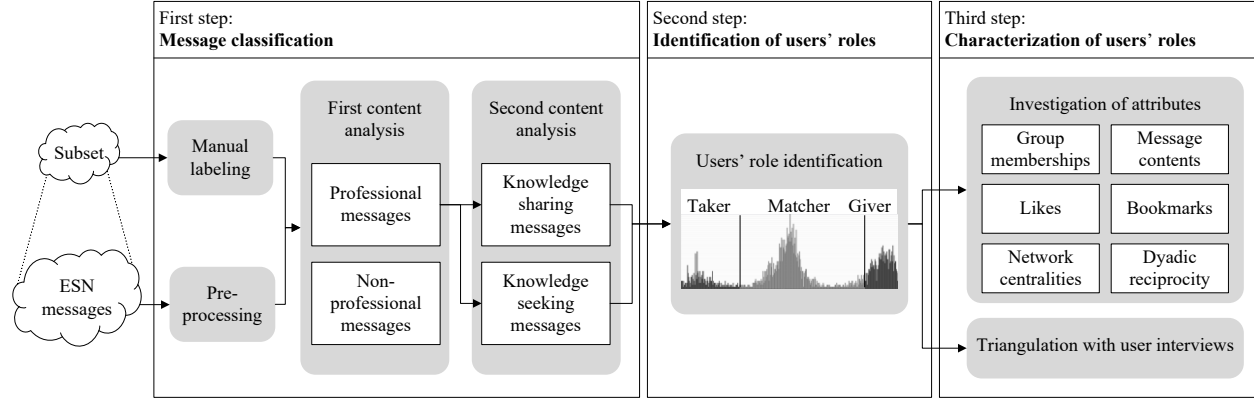 First step:
Message classification
Second step:
Identification of users’ roles
Third step:
Characterization of users’ roles
Subset
ESN
messages
Manual
labeling
Pre-
processing
First content
analysis
Professional
messages
Non-
professional
messages
Second content
analysis
Knowledge
sharing
messages
Knowledge
seeking
messages
Users’ role identification
Taker
Matcher
Giver
Investigation of attributes
Group
memberships
Message
contents
Likes
Bookmarks
Network
centralities
Dyadic
reciprocity
Triangulation with user interviews